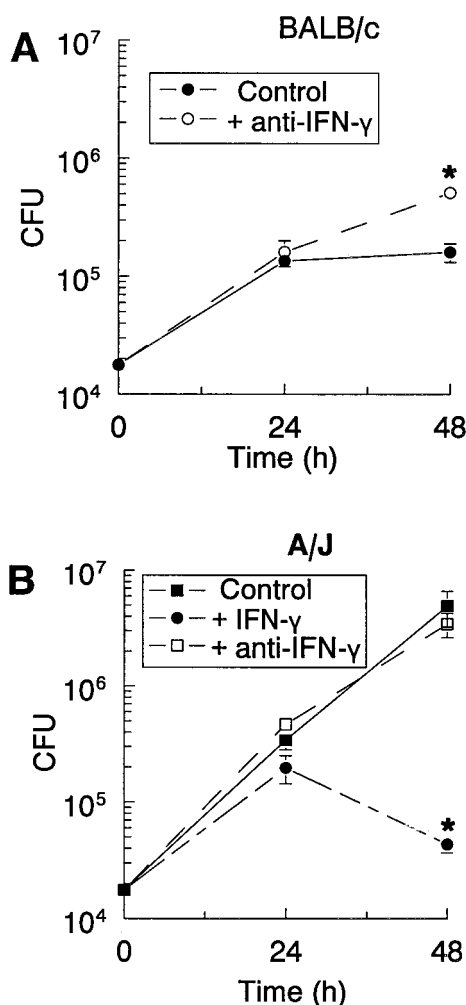 A
BALB/c
Control
+ anti-IFN-γ
CFU
10⁷
10⁶
10⁵
10⁴
*
0 24 48
Time (h)
B
A/J
Control
+ IFN-γ
+ anti-IFN-γ
CFU
10⁷
10⁶
10⁵
10⁴
*
0 24 48
Time (h)